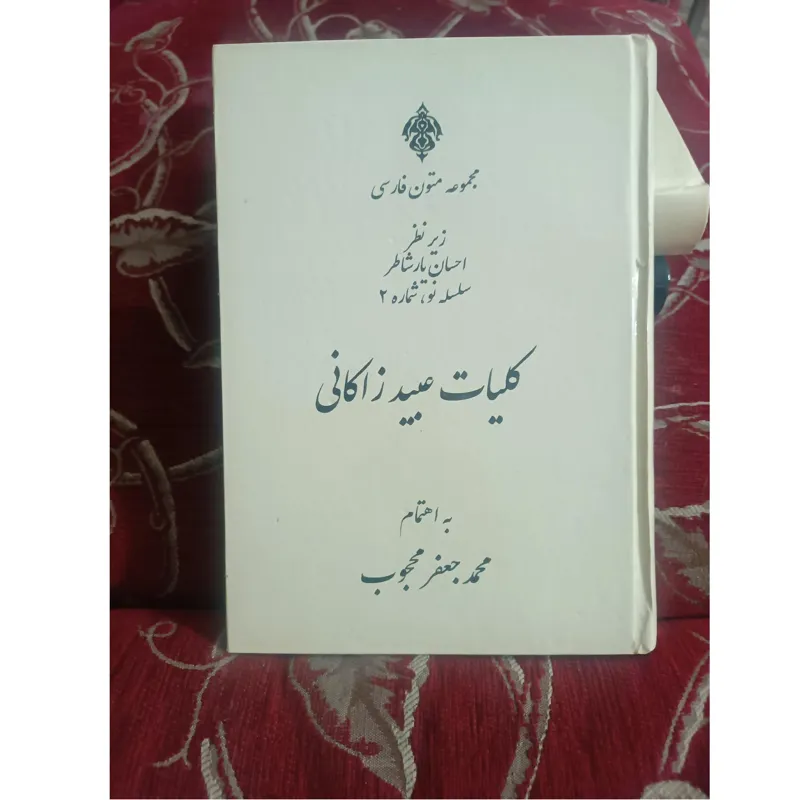 مجموعه متون فارسی
زیر نظر
احسان یارشاطر
سلسله نو، شماره ۲
کلیات عبید زاکانی
به اهتمام
محمد جعفر محجوب